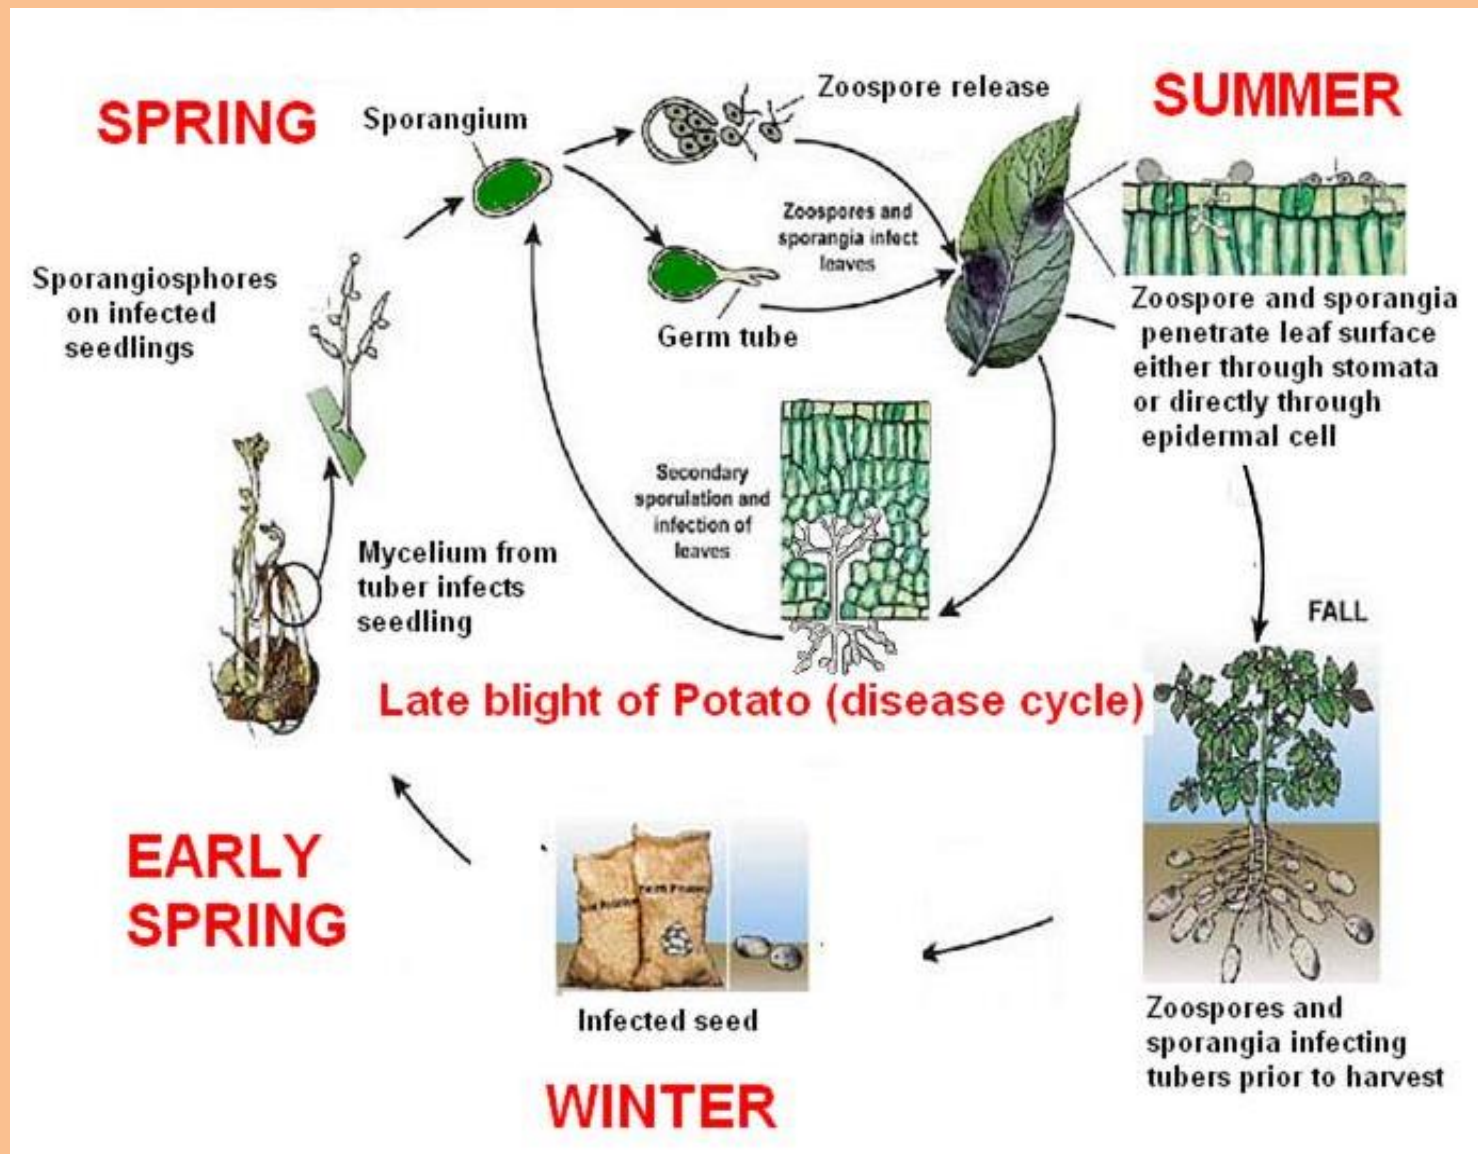 SPRING
Sporangium
Zoospore release
SUMMER
Zoospores and
sporangia infect
leaves
Germ tube
Sporangiosphores
on infected
seedlings
Zoospore and sporangia
penetrate leaf surface
either through stomata
or directly through
epidermal cell
Secondary
sporulation and
infection of
leaves
Mycelium from
tuber infects
seedling
FALL
Late blight of Potato (disease cycle)
EARLY
SPRING
Infected seed
Zoospores and
sporangia infecting
tubers prior to harvest
WINTER